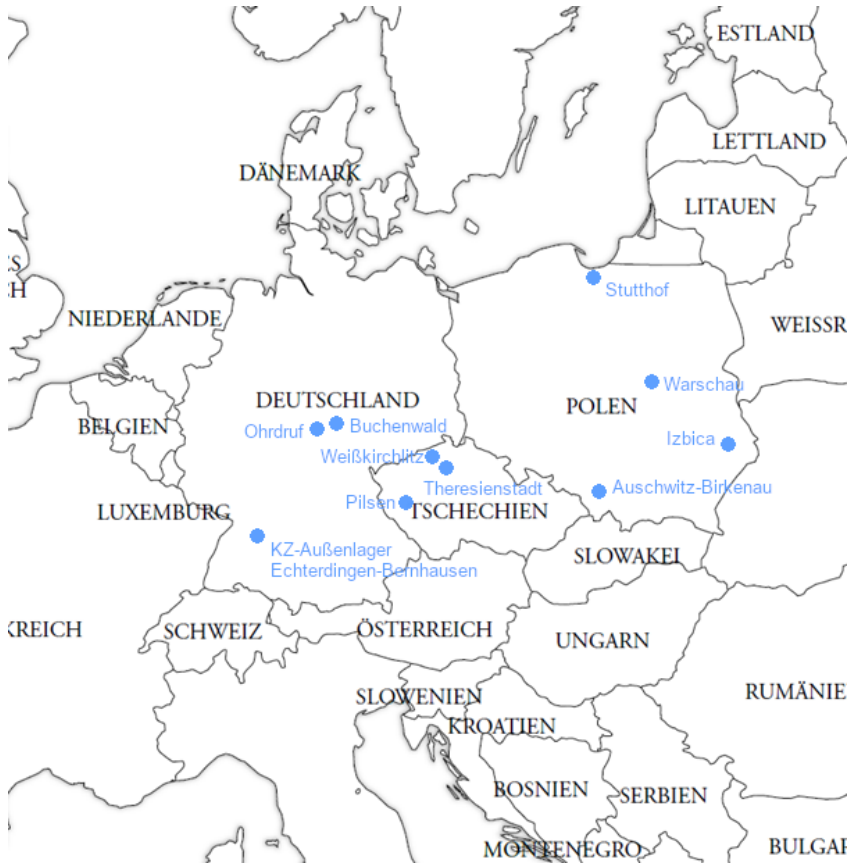 ESTLAND
LETTLAND
DÄNEMARK
LITAUEN
S
H
Stutthof
NIEDERLANDE
WEISSR
Warschau
DEUTSCHLAND
POLEN
BELGIEN
Buchenwald
Ohrdruf
Izbica
Weißkirchlitz
Theresienstadt
Auschwitz-Birkenau
Pilsen
LUXEMBURG
TSCHECHIEN
KZ-Außenlager
Echterdingen-Bernhausen
SLOWAKEI
KREICH
SCHWEIZ
ÖSTERREICH
UNGARN
SLOWENIEN
RUMÄNIE
KROATIEN
BOSNIEN
SERBIEN
MONTENEGRO
BULGAR